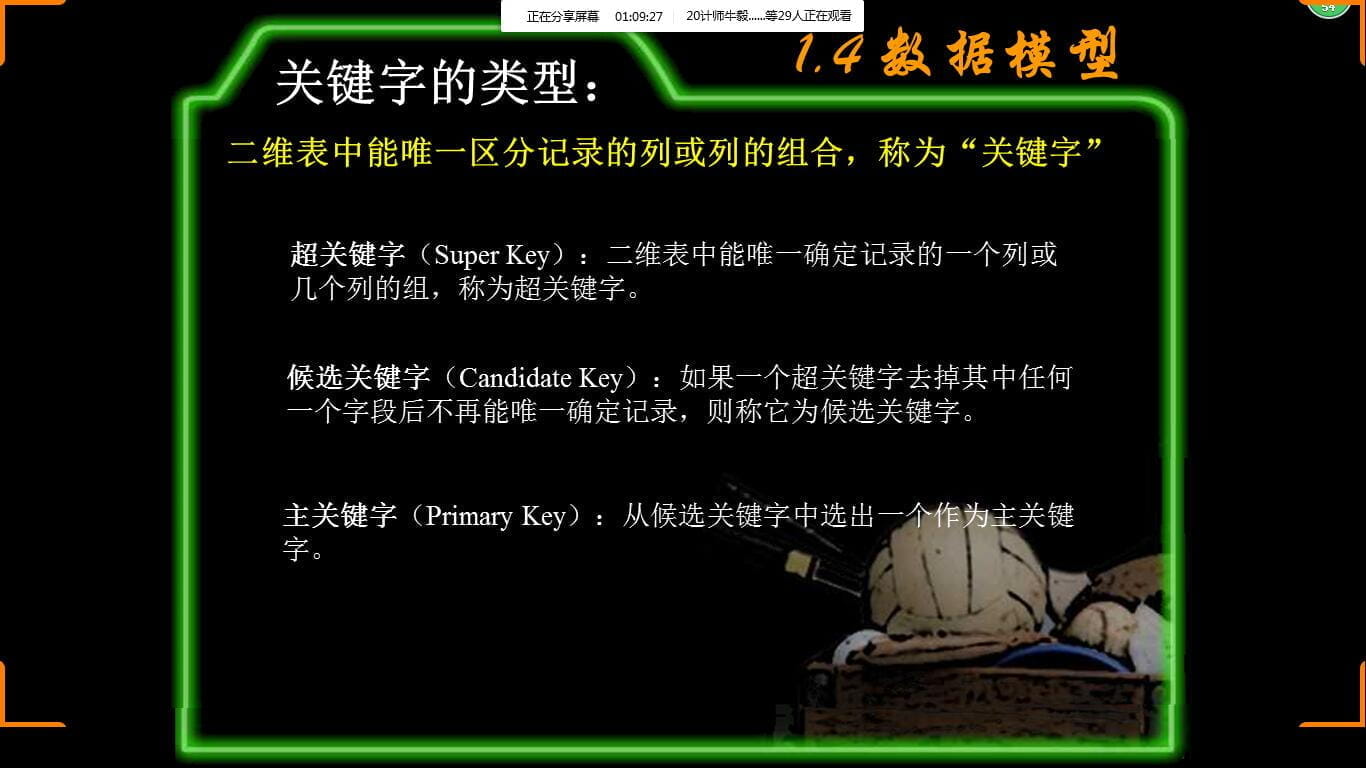 正在分享屏幕 01:09:27 20计师牛毅......等29人正在观看
54
1.4 数据模型
关键字的类型：
二维表中能唯一区分记录的列或列的组合，称为“关键字”
超关键字（Super Key）：二维表中能唯一确定记录的一个列或
几个列的组，称为超关键字。
候选关键字（Candidate Key）：如果一个超关键字去掉其中任何
一个字段后不再能唯一确定记录，则称它为候选关键字。
主关键字（Primary Key）：从候选关键字中选出一个作为主关键
字。